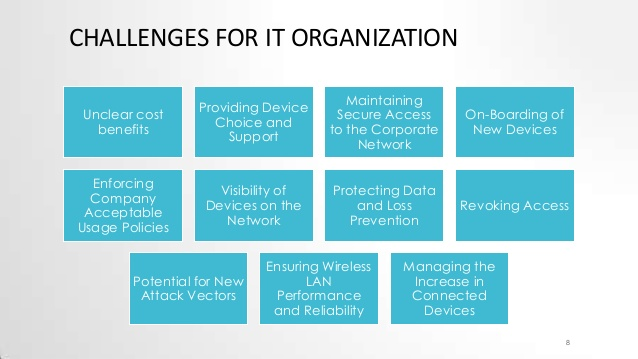 CHALLENGES FOR IT ORGANIZATION
Unclear cost
benefits
Providing Device
Choice and
Support
Maintaining
Secure Access
to the Corporate
Network
On-Boarding of
New Devices
Enforcing
Company
Acceptable
Usage Policies
Visibility of
Devices on the
Network
Protecting Data
and Loss
Prevention
Revoking Access
Potential for New
Attack Vectors
Ensuring Wireless
LAN
Performance
and Reliability
Managing the
Increase in
Connected
Devices
8